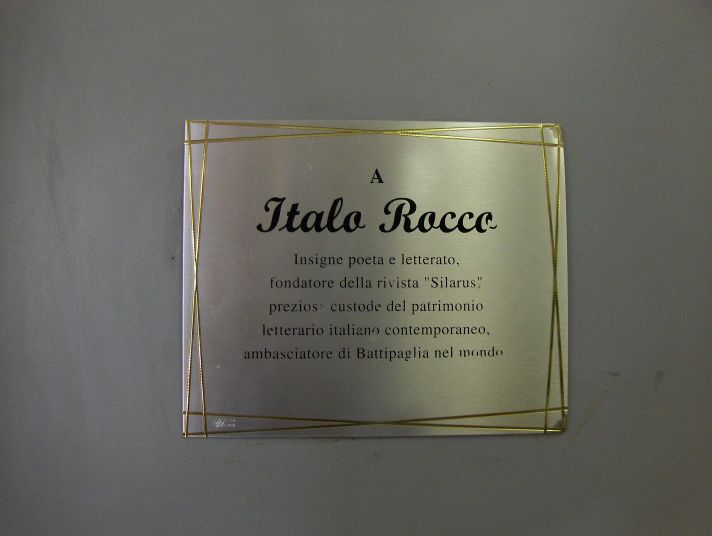 A
Italo Rocco
Insigne poeta e letterato,
fondatore della rivista "Silarus"
prezioso custode del patrimonio
letterario italiano contemporaneo,
ambasciatore di Battipaglia nel mondo